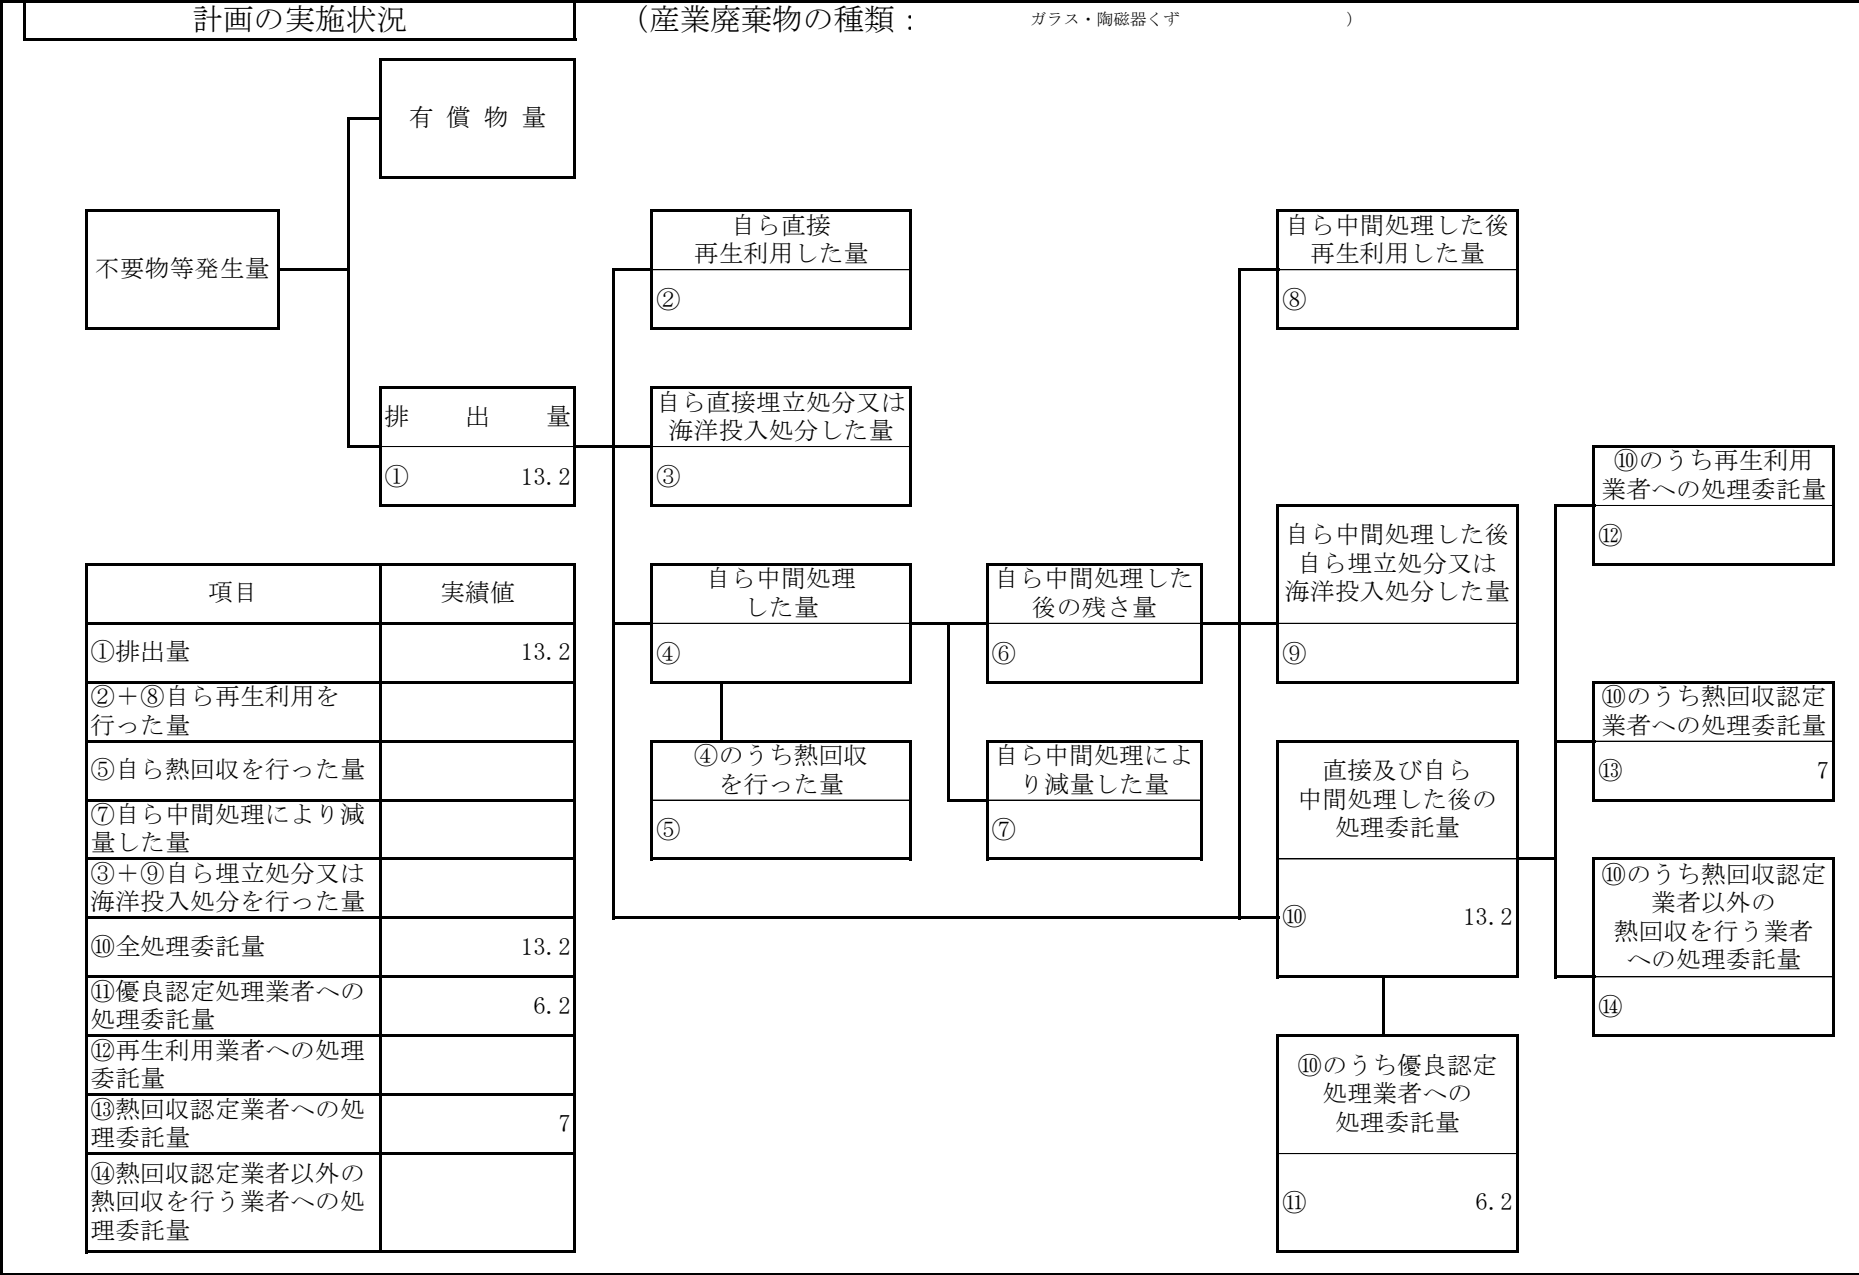 計画の実施状況
（産業廃棄物の種類： ガラス・陶磁器くず ）
有償物量
不要物等発生量
自ら直接
再生利用した量
②
自ら中間処理した後
再生利用した量
⑧
排出量
① 13.2
自ら直接埋立処分又は
海洋投入処分した量
③
⑩のうち再生利用
業者への処理委託量
⑫
自ら中間処理した後
自ら埋立処分又は
海洋投入処分した量
⑨
自ら中間処理
した量
④
自ら中間処理した
後の残さ量
⑥
⑩のうち熱回収認定
業者への処理委託量
⑬ 7
④のうち熱回収
を行った量
⑤
自ら中間処理によ
り減量した量
⑦
直接及び自ら
中間処理した後の
処理委託量
⑩ 13.2
⑩のうち熱回収認定
業者以外の
熱回収を行う業者
への処理委託量
⑭
⑩のうち優良認定
処理業者への
処理委託量
⑪ 6.2
項目 実績値
①排出量 13.2
②＋⑧自ら再生利用を
行った量
⑤自ら熱回収を行った量
⑦自ら中間処理により減
量した量
③＋⑨自ら埋立処分又は
海洋投入処分を行った量
⑩全処理委託量 13.2
⑪優良認定処理業者への
処理委託量 6.2
⑫再生利用業者への処理
委託量
⑬熱回収認定業者への処
理委託量 7
⑭熱回収認定業者以外の
熱回収を行う業者への処
理委託量